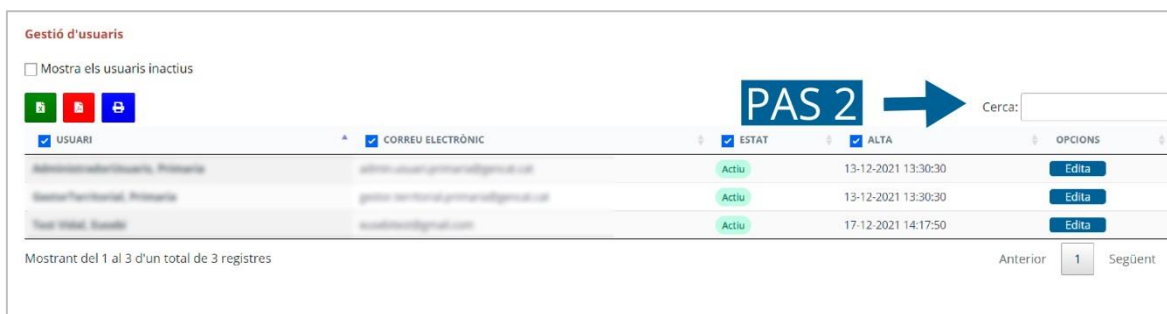 Gestió d'usuaris
Mostra els usuaris inactius
PAS 2
Cerca:
USUARI CORREU ELECTRÒNIC ESTAT ALTA OPCIONS
Actiu 13-12-2021 13:30:30 Edita
Actiu 13-12-2021 13:30:30 Edita
Actiu 17-12-2021 14:17:50 Edita
Mostrant del 1 al 3 d'un total de 3 registres
Anterior 1 Següent